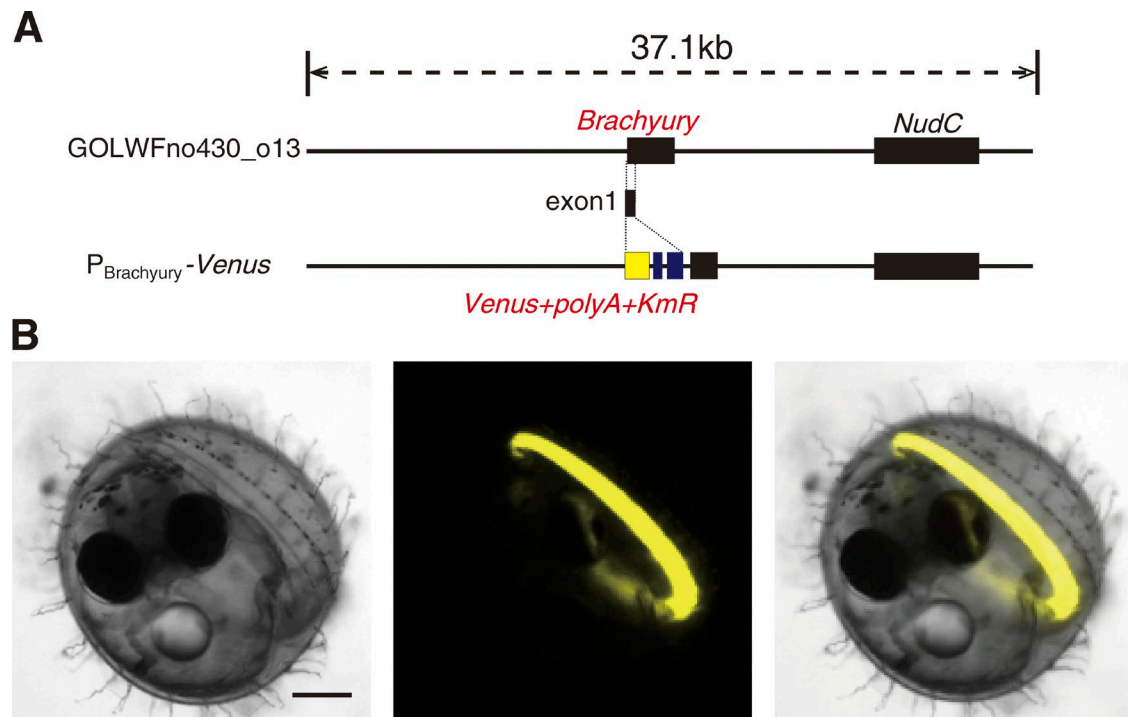 A
37.1kb
Brachyury
NudC
GOLWFno430_o13
exon1
PBrachyury-Venus
Venus+polyA+KmR
B